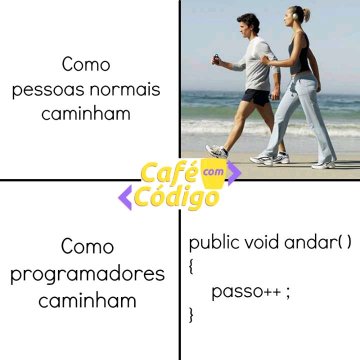 Como
pessoas normais
caminham
Café com
Código
Como
programadores
caminham
public void andar( )
{
passo++ ;
}